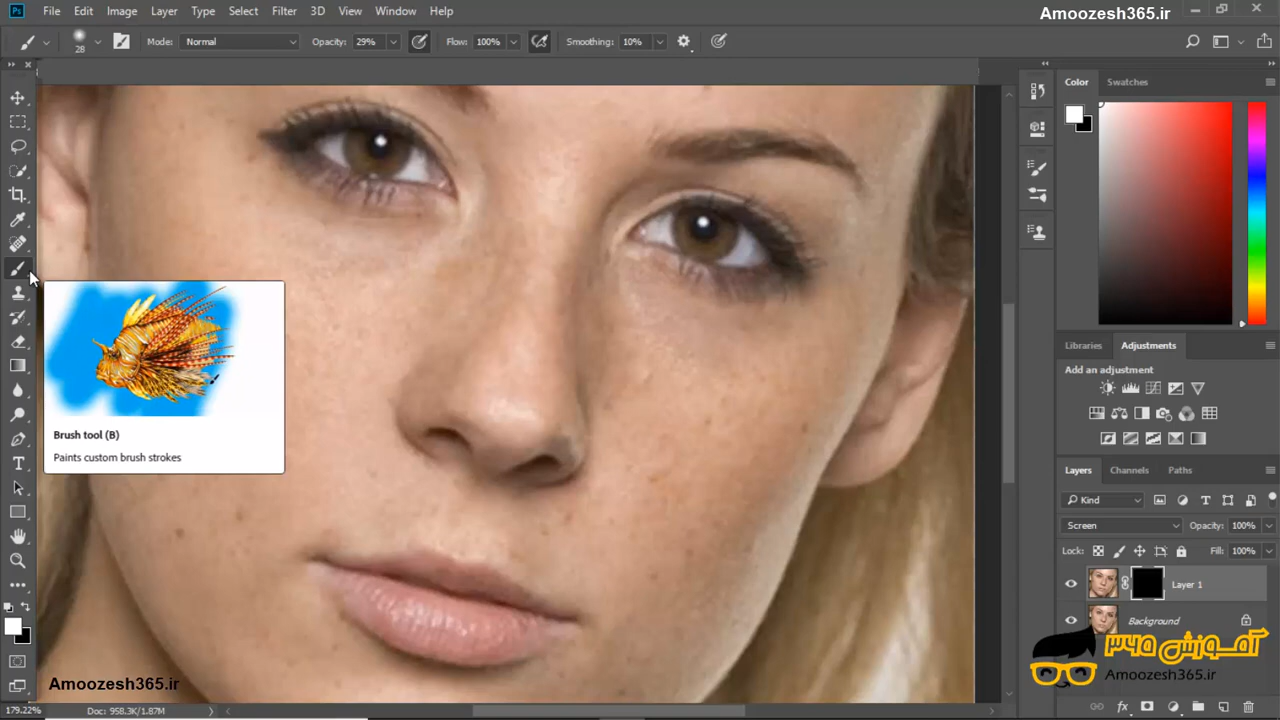 File Edit Image Layer Type Select Filter 3D View Window Help
Amoozesh365.ir
28 Mode: Normal Opacity: 29% Flow: 100% Smoothing: 10%
Color Swatches
Brush tool (B)
Paints custom brush strokes
Libraries Adjustments
Add an adjustment
Layers Channels Paths
Kind
Screen Opacity: 100%
Lock: Fill: 100%
Layer 1
Background
آموزش ۳۶۵
Amoozesh365.ir
Amoozesh365.ir
179.22% Doc: 958.3K/1.87M